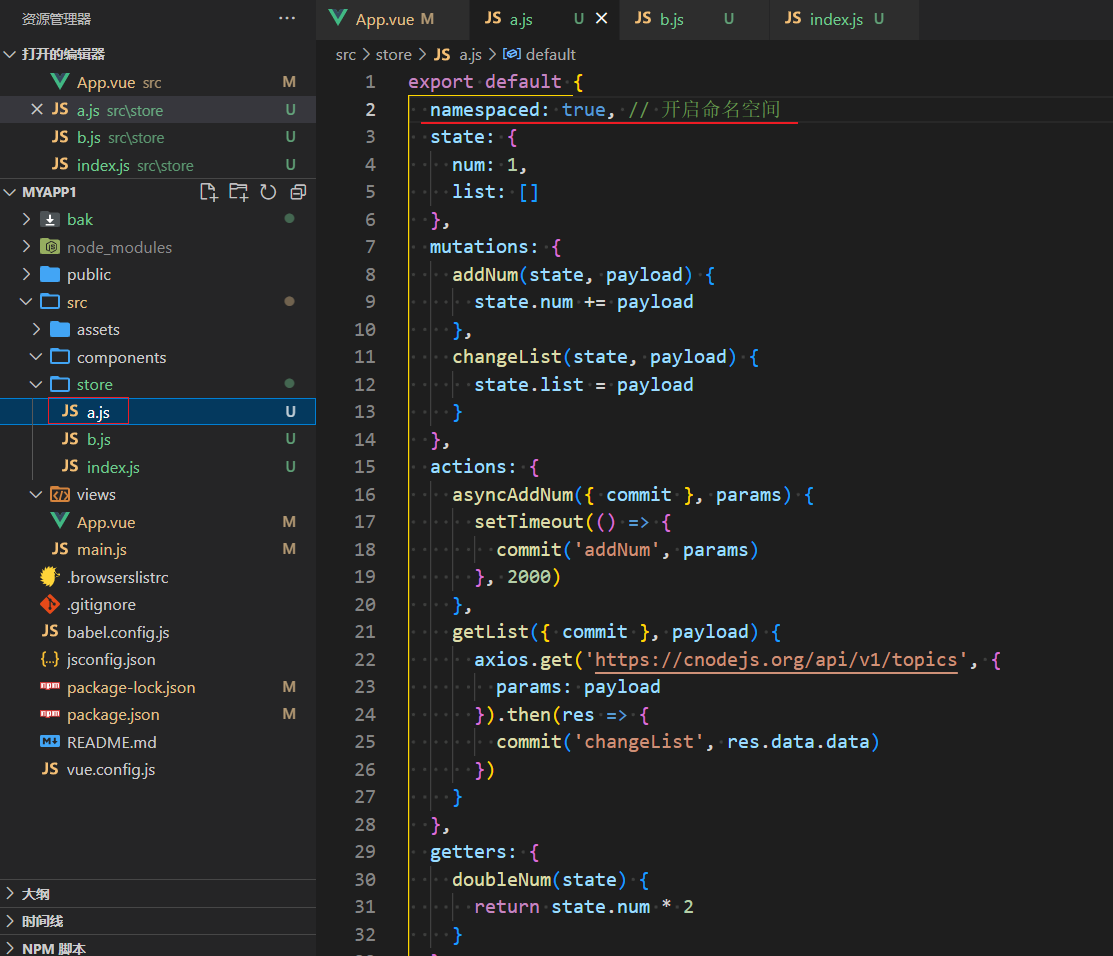 资源管理器
···
打开的编辑器
App.vue src M
a.js src\store U
b.js src\store U
index.js src\store U
MYAPP1
bak
node_modules
public
src
assets
components
store
a.js U
b.js U
index.js U
views
App.vue M
main.js M
.browserslistrc
.gitignore
babel.config.js
jsconfig.json
package-lock.json M
package.json M
README.md
vue.config.js
大纲
时间线
NPM 脚本
App.vue M JS a.js U JS b.js U JS index.js U
src > store > JS a.js > default
1 export default {
2 namespaced: true, // 开启命名空间
3 state: {
4 num: 1,
5 list: []
6 },
7 mutations: {
8 addNum(state, payload) {
9 state.num += payload
10 },
11 changeList(state, payload) {
12 state.list = payload
13 }
14 },
15 actions: {
16 asyncAddNum({ commit }, params) {
17 setTimeout(() => {
18 commit('addNum', params)
19 }, 2000)
20 },
21 getList({ commit }, payload) {
22 axios.get('https://cnodejs.org/api/v1/topics', {
23 params: payload
24 }).then(res => {
25 commit('changeList', res.data.data)
26 })
27 }
28 },
29 getters: {
30 doubleNum(state) {
31 return state.num * 2
32 }